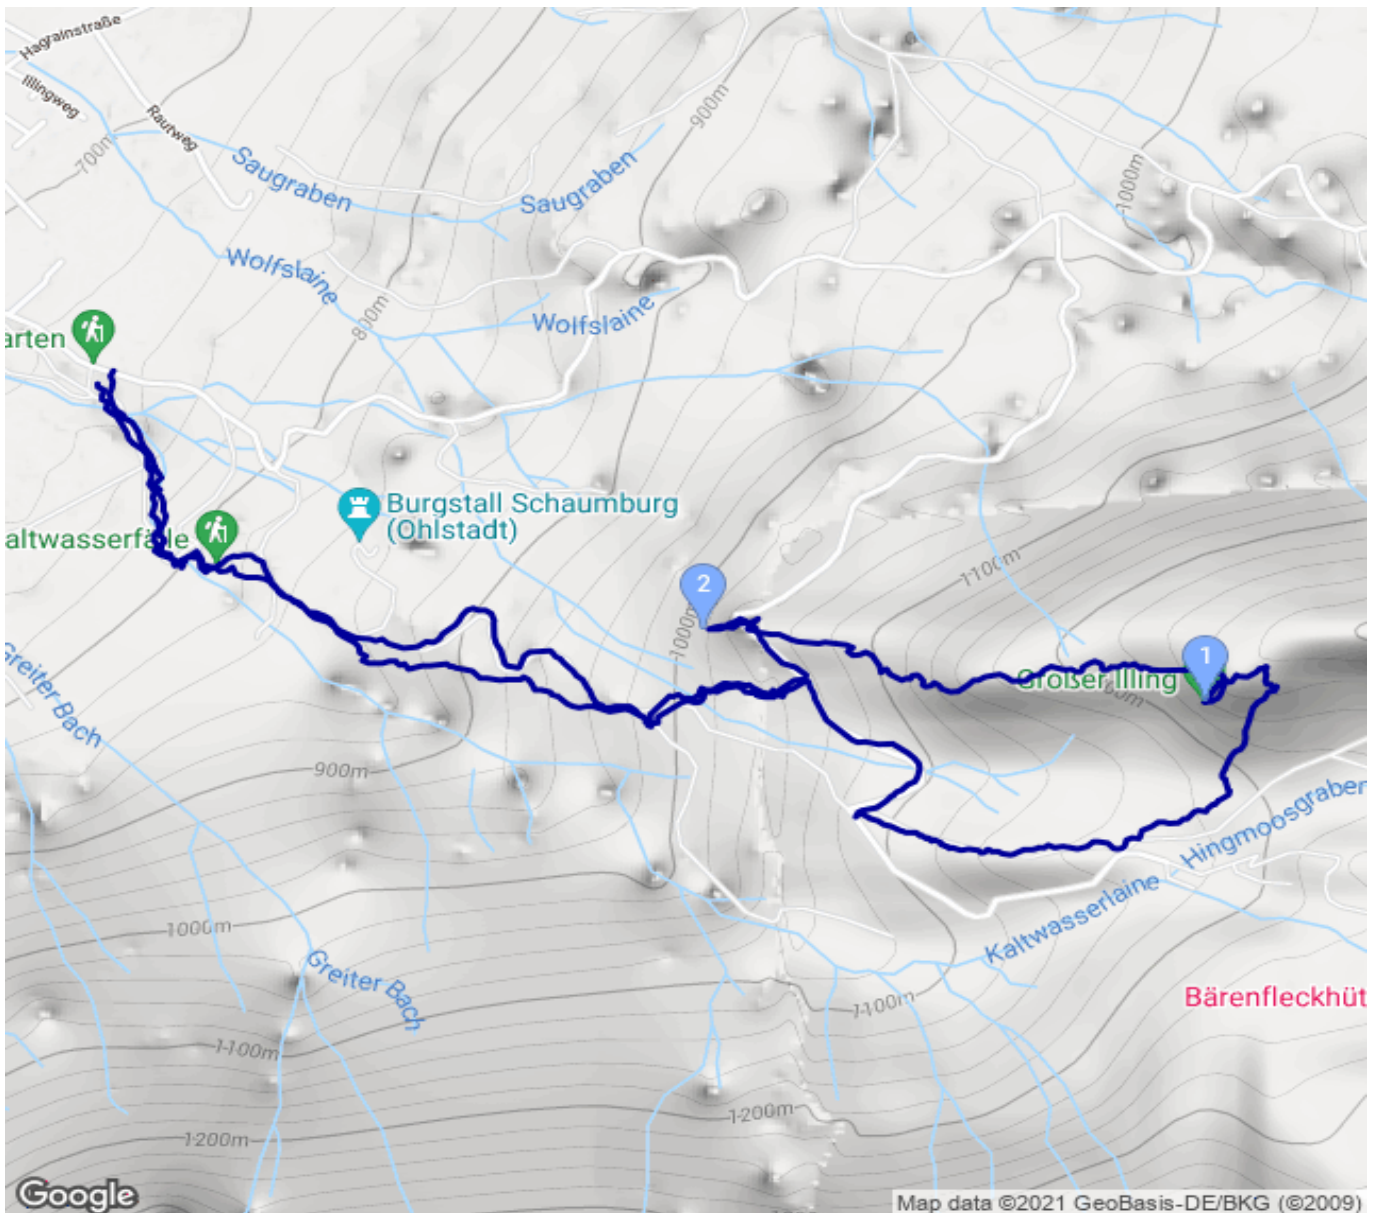 Hagrainstraße
Illingweg
Rautweg
700m
Saugraben
Saugraben
900m
1000m
Wolfslaine
Wolfslaine
800m
arten
Burgstall Schaumburg
(Ohlstadt)
altwasserfälle
1100m
2
1000m
1
Großer Illing
Greiter Bach
900m
Hingmoosgraben
Kaltwasserlaine
1000m
Greiter Bach
1100m
Bärenfleckhüt
1100m
1200m
1200m
Google
Map data ©2021 GeoBasis-DE/BKG (©2009)